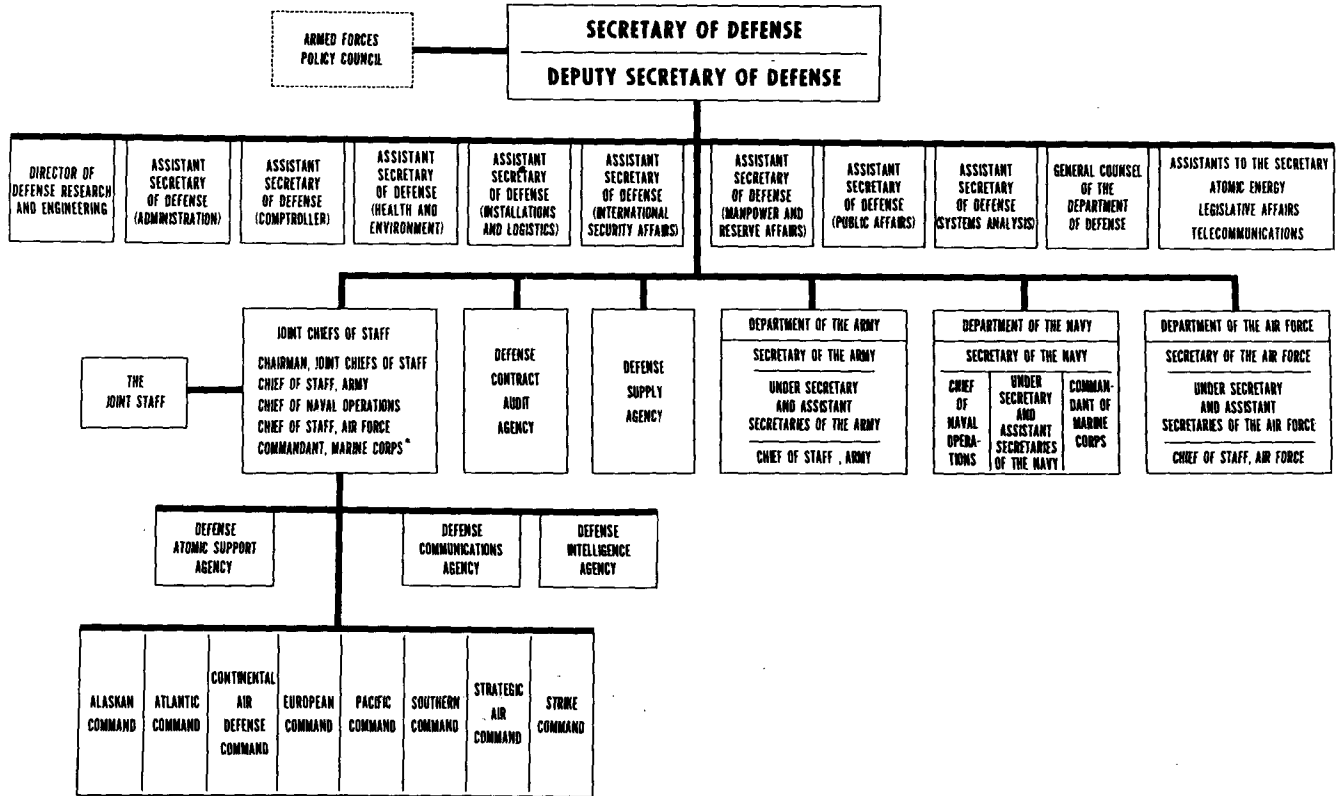 ARMED FORCES
POLICY COUNCIL
SECRETARY OF DEFENSE
DEPUTY SECRETARY OF DEFENSE
DIRECTOR OF
DEFENSE RESEARCH
AND ENGINEERING
ASSISTANT
SECRETARY
OF DEFENSE
(ADMINISTRATION)
ASSISTANT
SECRETARY
OF DEFENSE
(COMPTROLLER)
ASSISTANT
SECRETARY
OF DEFENSE
(HEALTH AND
ENVIRONMENT)
ASSISTANT
SECRETARY
OF DEFENSE
(INSTALLATIONS
AND LOGISTICS)
ASSISTANT
SECRETARY
OF DEFENSE
(INTERNATIONAL
SECURITY AFFAIRS)
ASSISTANT
SECRETARY
OF DEFENSE
(MANPOWER AND
RESERVE AFFAIRS)
ASSISTANT
SECRETARY
OF DEFENSE
(PUBLIC AFFAIRS)
ASSISTANT
SECRETARY
OF DEFENSE
(SYSTEMS ANALYSIS)
GENERAL COUNSEL
OF THE
DEPARTMENT
OF DEFENSE
ASSISTANTS TO THE SECRETARY
ATOMIC ENERGY
LEGISLATIVE AFFAIRS
TELECOMMUNICATIONS
THE
JOINT STAFF
JOINT CHIEFS OF STAFF
CHAIRMAN, JOINT CHIEFS OF STAFF
CHIEF OF STAFF, ARMY
CHIEF OF NAVAL OPERATIONS
CHIEF OF STAFF, AIR FORCE
COMMANDANT, MARINE CORPS*
DEFENSE
CONTRACT
AUDIT
AGENCY
DEFENSE
SUPPLY
AGENCY
DEPARTMENT OF THE ARMY
SECRETARY OF THE ARMY
UNDER SECRETARY
AND ASSISTANT
SECRETARIES OF THE ARMY
CHIEF OF STAFF, ARMY
DEPARTMENT OF THE NAVY
SECRETARY OF THE NAVY
CHIEF
OF
NAVAL
OPERA-
TIONS
UNDER
SECRETARY
AND
ASSISTANT
SECRETARIES
OF THE NAVY
COMMAN-
DANT OF
MARINE
CORPS
DEPARTMENT OF THE AIR FORCE
SECRETARY OF THE AIR FORCE
UNDER SECRETARY
AND ASSISTANT
SECRETARIES OF THE AIR FORCE
CHIEF OF STAFF, AIR FORCE
DEFENSE
ATOMIC SUPPORT
AGENCY
DEFENSE
COMMUNICATIONS
AGENCY
DEFENSE
INTELLIGENCE
AGENCY
ALASKAN
COMMAND
ATLANTIC
COMMAND
CONTINENTAL
AIR
DEFENSE
COMMAND
EUROPEAN
COMMAND
PACIFIC
COMMAND
SOUTHERN
COMMAND
STRATEGIC
AIR
COMMAND
STRIKE
COMMAND